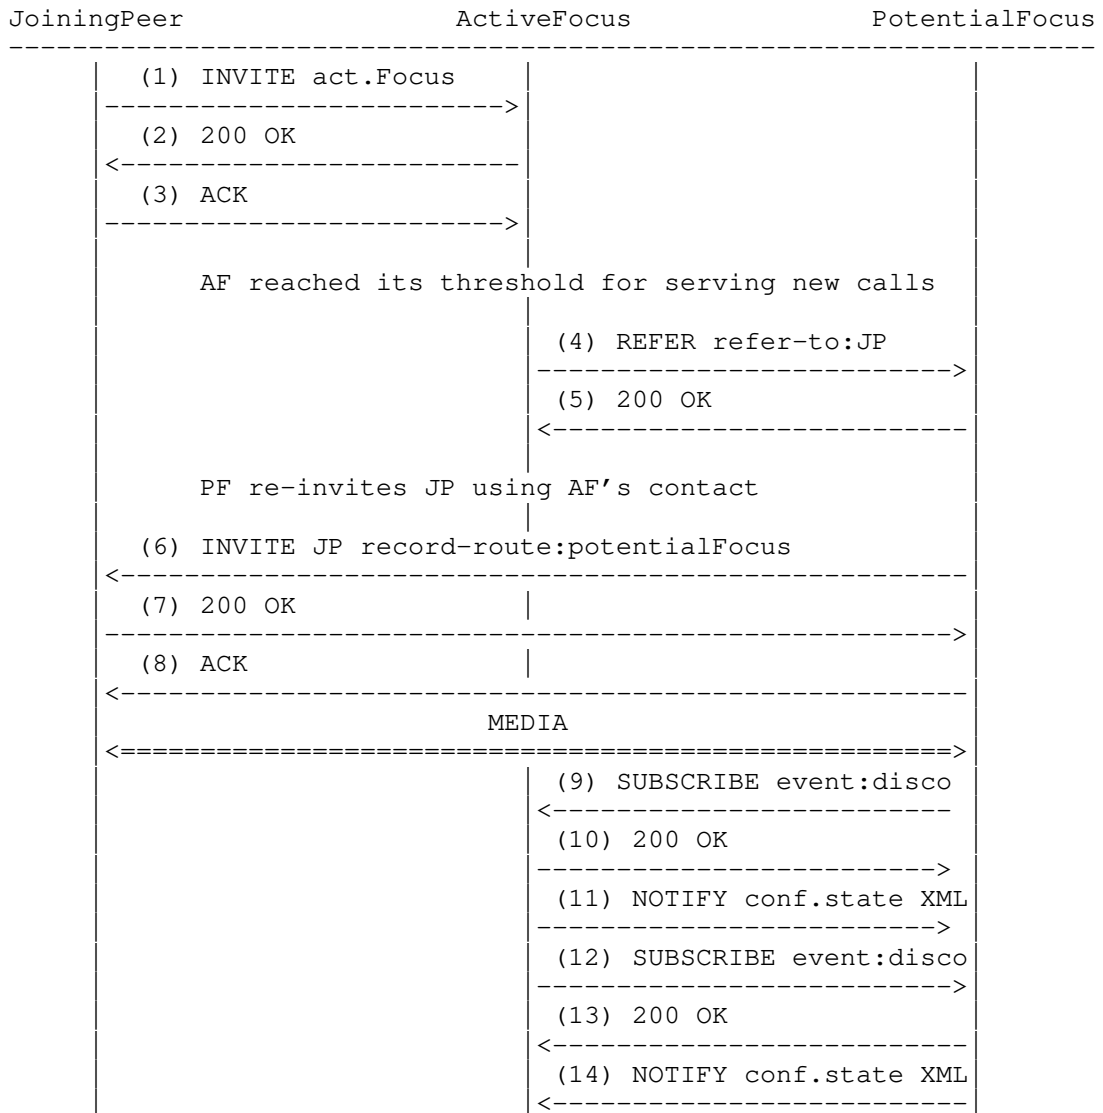 JoiningPeer ActiveFocus PotentialFocus
(1) INVITE act.Focus
(2) 200 OK
(3) ACK
AF reached its threshold for serving new calls
(4) REFER refer-to:JP
(5) 200 OK
PF re-invites JP using AF’s contact
(6) INVITE JP record-route:potentialFocus
(7) 200 OK
(8) ACK
MEDIA
(9) SUBSCRIBE event:disco
(10) 200 OK
(11) NOTIFY conf.state XML
(12) SUBSCRIBE event:disco
(13) 200 OK
(14) NOTIFY conf.state XML